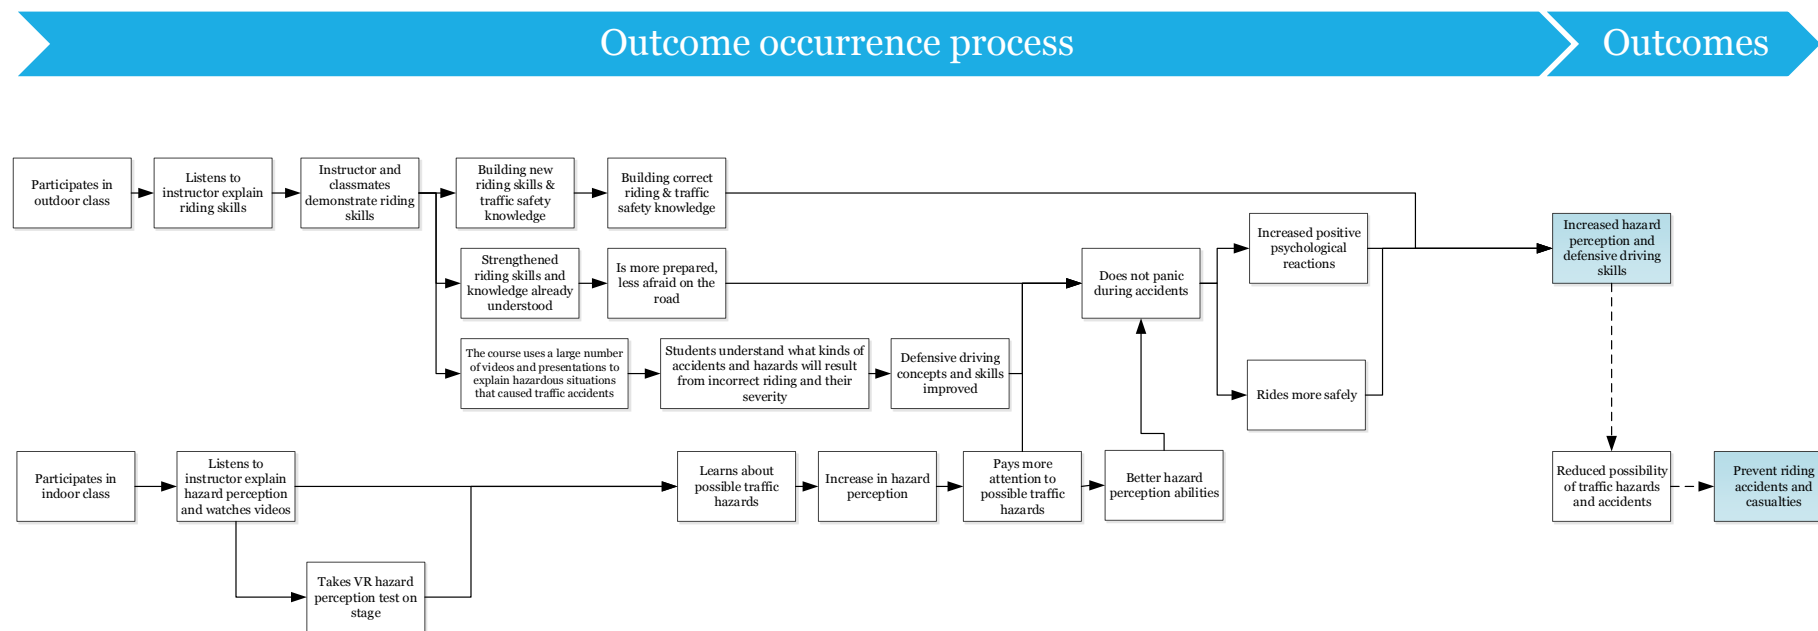 Outcome occurrence process
Outcomes
Participates in
outdoor class
Listens to
instructor explain
riding skills
Instructor and
classmates
demonstrate riding
skills
Building new
riding skills &
traffic safety
knowledge
Building correct
riding & traffic
safety knowledge
Strengthened
riding skills and
knowledge already
understood
Is more prepared,
less afraid on the
road
The course uses a large number
of videos and presentations to
explain hazardous situations
that caused traffic accidents
Students understand what kinds of
accidents and hazards will result
from incorrect riding and their
severity
Defensive driving
concepts and skills
improved
Does not panic
during accidents
Increased positive
psychological
reactions
Rides more safely
Increased hazard
perception and
defensive driving
skills
Participates in
indoor class
Listens to
instructor explain
hazard perception
and watches videos
Takes VR hazard
perception test on
stage
Learns about
possible traffic
hazards
Increase in hazard
perception
Pays more
attention to
possible traffic
hazards
Better hazard
perception abilities
Reduced possibility
of traffic hazards
and accidents
Prevent riding
accidents and
casualties